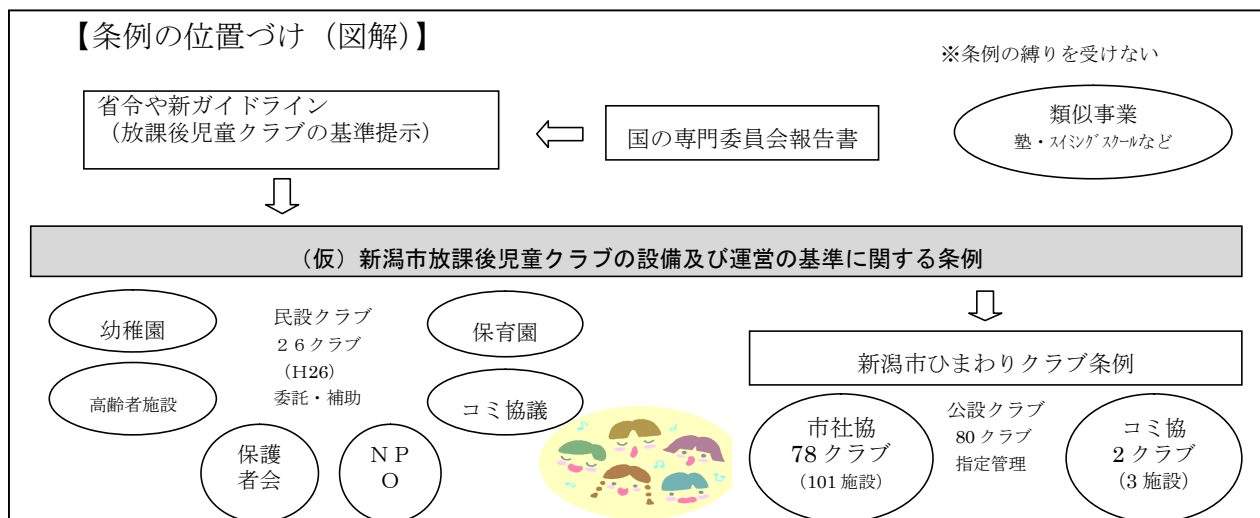 【条例の位置づけ（図解）】
※条例の縛りを受けない
省令や新ガイドライン
（放課後児童クラブの基準提示）
国の専門委員会報告書
類似事業
塾・ｽｲﾐﾝｸﾞｽｸｰﾙなど
（仮）新潟市放課後児童クラブの設備及び運営の基準に関する条例
幼稚園
民設クラブ
２６クラブ
（H26）
委託・補助
保育園
高齢者施設
コミ協議
保護
者会
ＮＰ
Ｏ
新潟市ひまわりクラブ条例
市社協
78 クラブ
（101 施設）
公設クラブ
80 クラブ
指定管理
コミ協
2 クラブ
（3 施設）